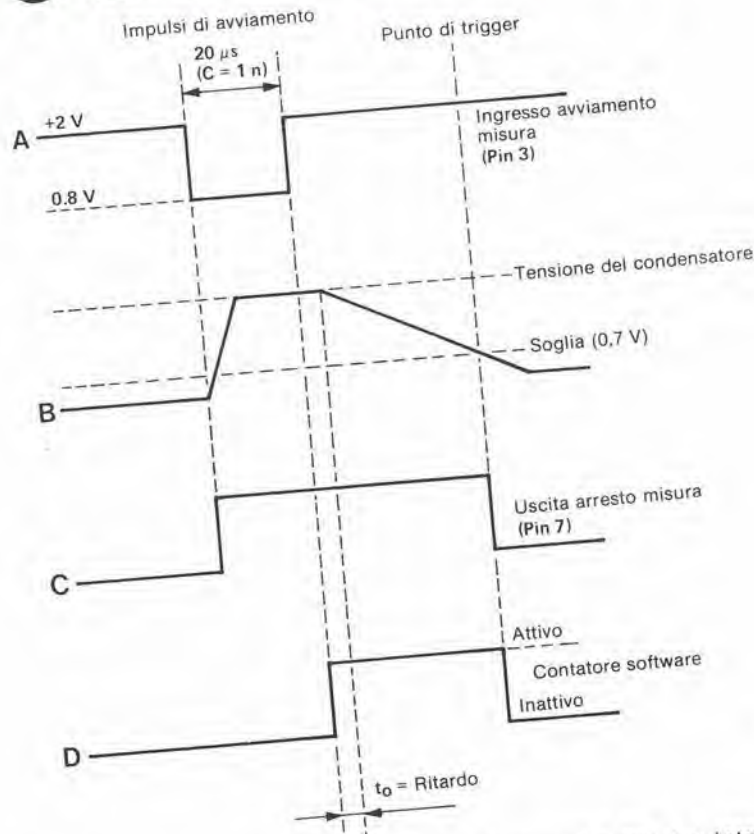 Impulsi di avviamento
Punto di trigger
20 µs
(C = 1 n)
A
+2 V
Ingresso avviamento
misura
(Pin 3)
0.8 V
Tensione del condensatore
Soglia (0,7 V)
B
Uscita arresto misura
(Pin 7)
C
Attivo
Contatore software
Inattivo
D
to = Ritardo